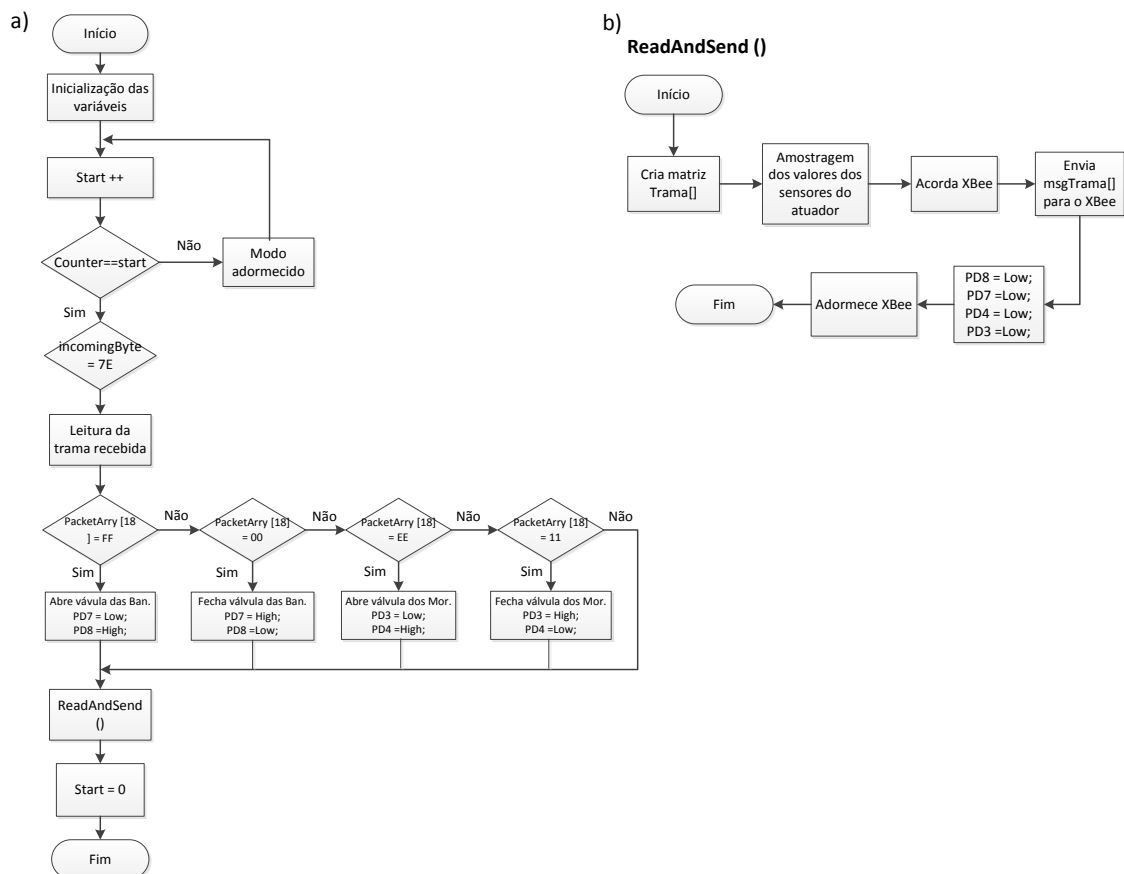 a)
Início
Inicialização das
variáveis
Start ++
Counter==start
Não
Modo
adormecido
Sim
incomingByte
= 7E
Leitura da
trama recebida
PacketArry [18
] = FF
Não
PacketArry [18]
= 00
Não
PacketArry [18]
= EE
Não
PacketArry [18]
= 11
Não
Sim
Sim
Sim
Sim
Abre vávula das Ban.
PD7 = Low;
PD8 =High;
Fecha válvula das Ban.
PD7 = High;
PD8 =Low;
Abre válvula dos Mor.
PD3 = Low;
PD4 =High;
Fecha válvula dos Mor.
PD3 = High;
PD4 =Low;
ReadAndSend
()
Start = 0
Fim
b)
ReadAndSend ()
Início
Cria matriz
Trama[]
Amostragem
dos valores dos
sensores do
atuador
Acorda XBee
Envia
msgTrama[]
para o XBee
PD8 = Low;
PD7 =Low;
PD4 = Low;
PD3 =Low;
Adormece XBee
Fim